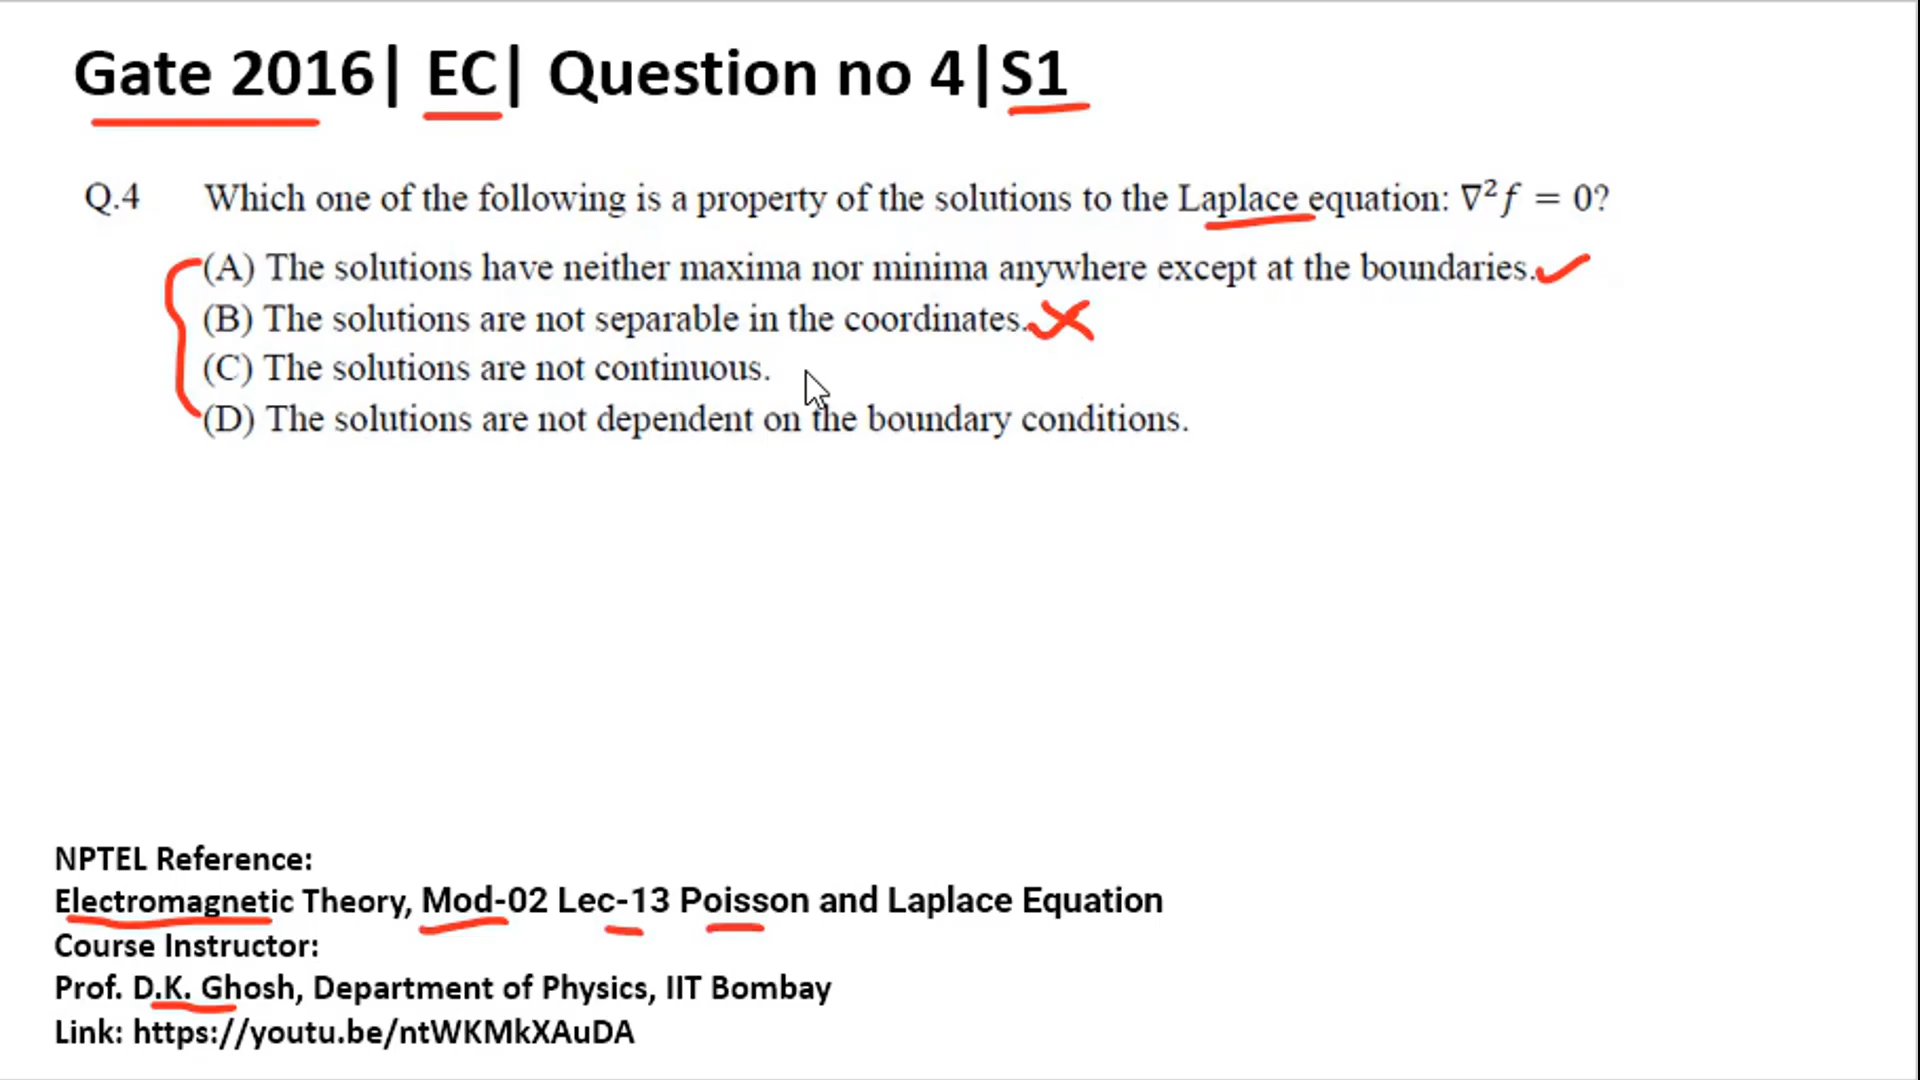 Gate 2016| EC| Question no 4|S1
Q.4 Which one of the following is a property of the solutions to the Laplace equation: ∇²f = 0?
(A) The solutions have neither maxima nor minima anywhere except at the boundaries.
(B) The solutions are not separable in the coordinates.
(C) The solutions are not continuous.
(D) The solutions are not dependent on the boundary conditions.
NPTEL Reference:
Electromagnetic Theory, Mod-02 Lec-13 Poisson and Laplace Equation
Course Instructor:
Prof. D.K. Ghosh, Department of Physics, IIT Bombay
Link: https://youtu.be/ntWKMkXAuDA